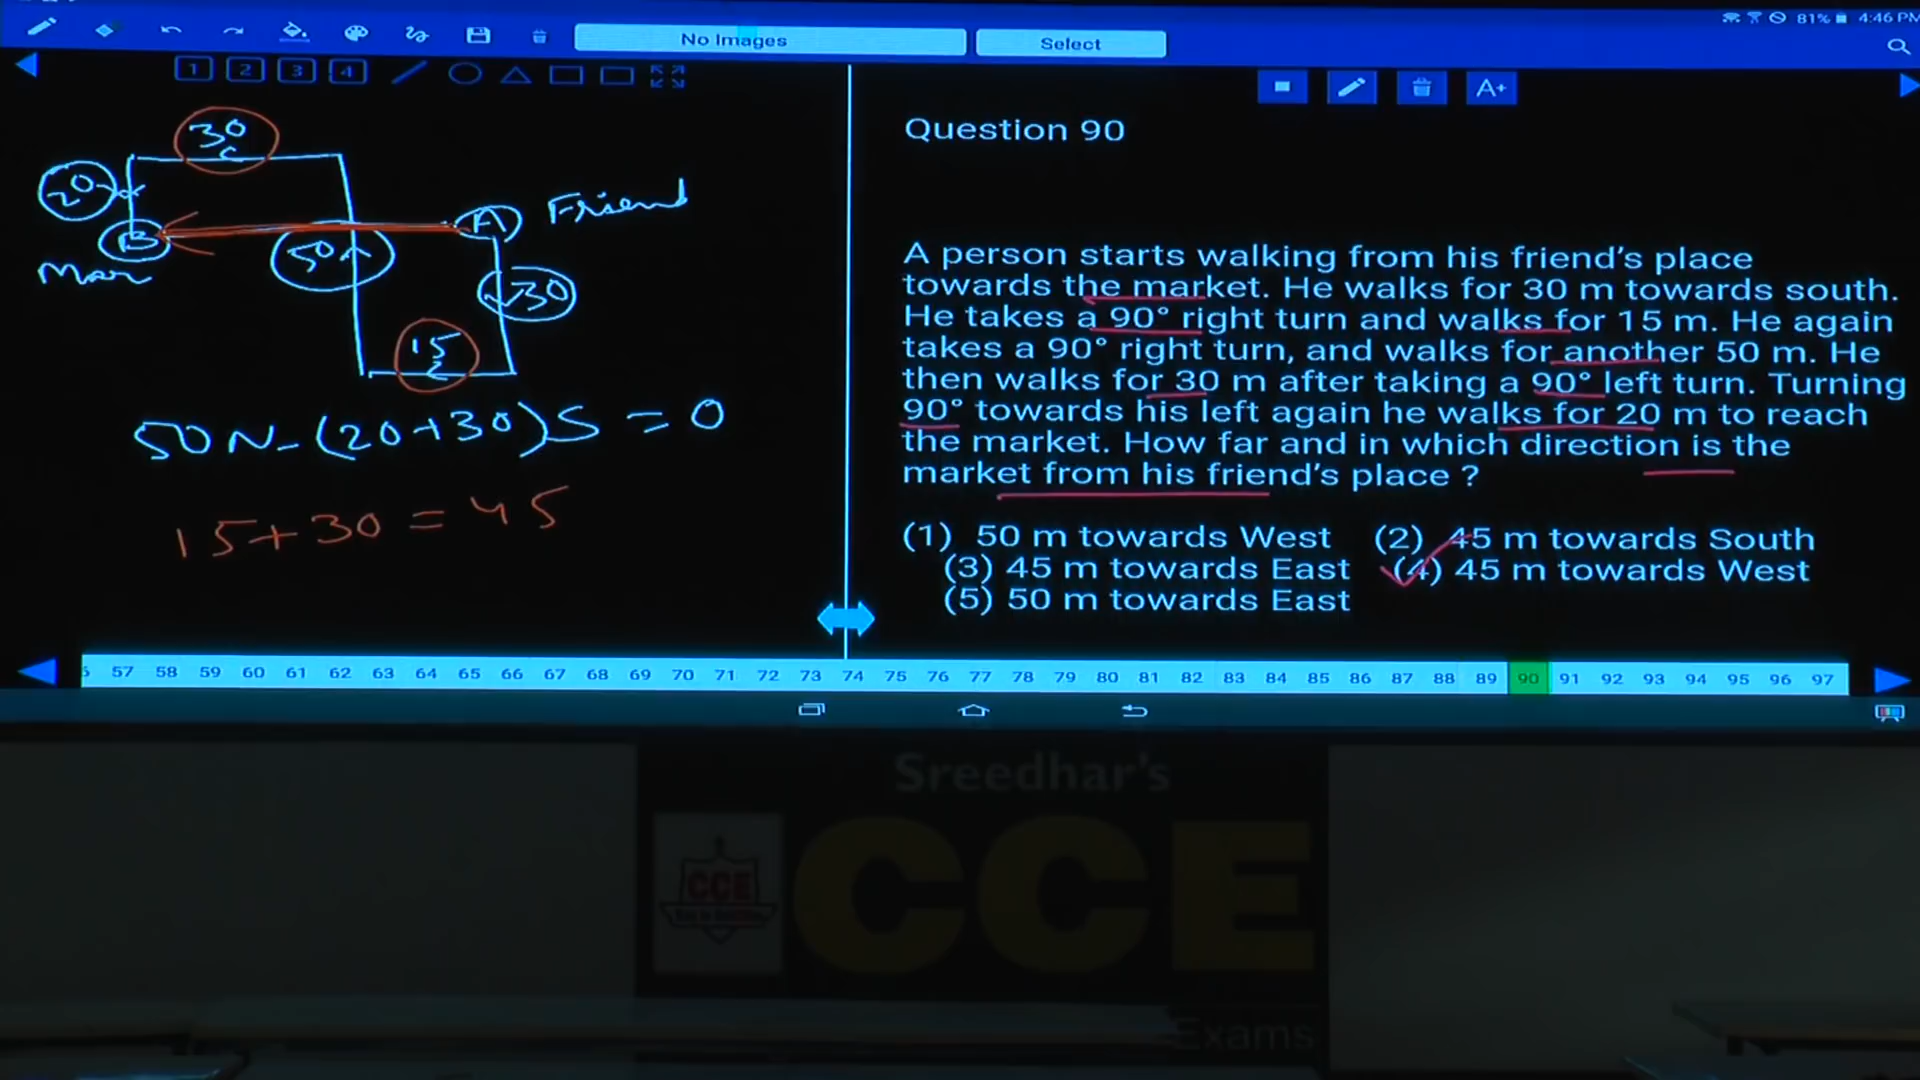 81% 4:46 PM
No Images
Select
1 2 3 4
A+
30
20
A Friend
B
50
30
15
50N-(20+30)S=0
15+30=45
Question 90
A person starts walking from his friend's place
towards the market. He walks for 30 m towards south.
He takes a 90° right turn and walks for 15 m. He again
takes a 90° right turn, and walks for another 50 m. He
then walks for 30 m after taking a 90° left turn. Turning
90° towards his left again he walks for 20 m to reach
the market. How far and in which direction is the
market from his friend's place ?
(1) 50 m towards West (2) 45 m towards South
(3) 45 m towards East (4) 45 m towards West
(5) 50 m towards East
57 58 59 60 61 62 63 64 65 66 67 68 69 70 71 72 73 74 75 76 77 78 79 80 81 82 83 84 85 86 87 88 89 90 91 92 93 94 95 96 97
Sreedhar's
CCE
CCE
Exams